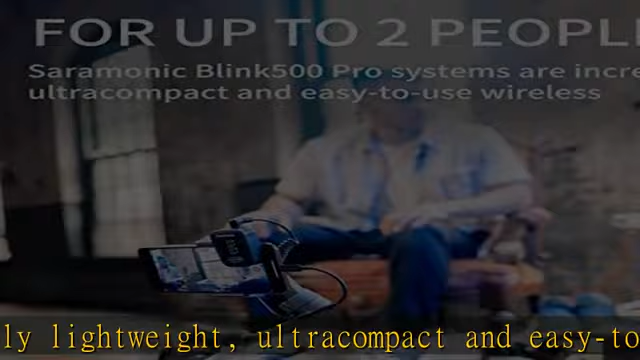 FOR UP TO 2 PEOPL
Saramonic Blink500 Pro systems are incre
ultracompact and easy-to-use wireless
ly lightweight, ultracompact and easy-to